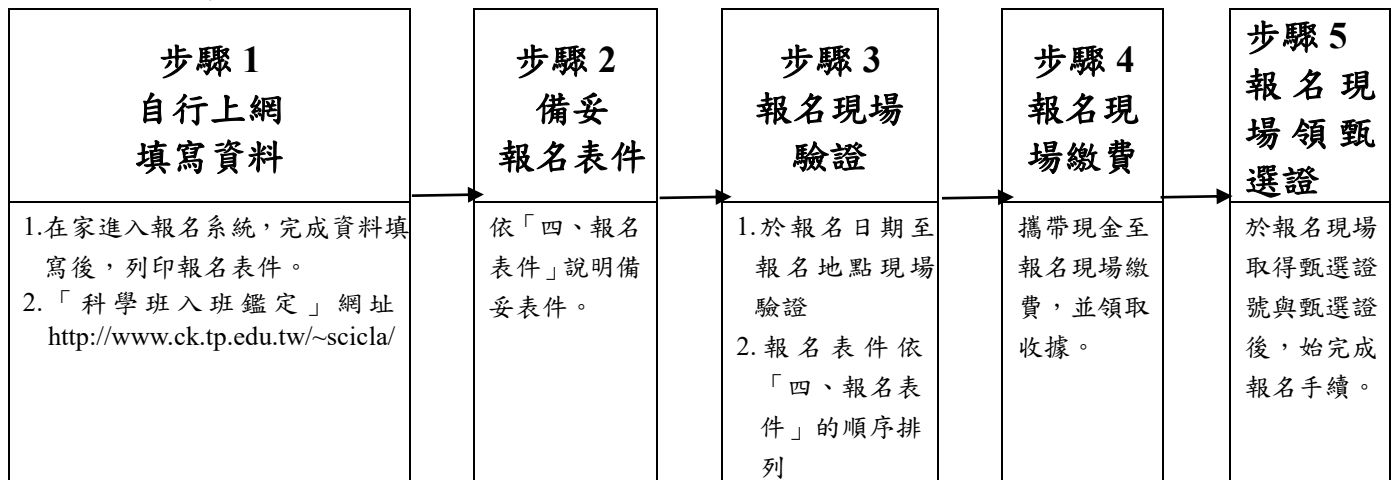 步驟 1
自行上網
填寫資料
1.在家進入報名系統，完成資料填
寫後，列印報名表件。
2.「科學班入班鑑定」網址
http://www.ck.tp.edu.tw/~scicla/
步驟 2
備妥
報名表件
依「四、報名
表件」說明備
妥表件。
步驟 3
報名現場
驗證
1.於報名日期至
報名地點現場
驗證
2.報名表件依
「四、報名表
件」的順序排
列
步驟 4
報名現
場繳費
攜帶現金至
報名現場繳
費，並領取
收據。
步驟 5
報名現
場領甄
選證
於報名現場
取得甄選證
號與甄選證
後，始完成
報名手續。